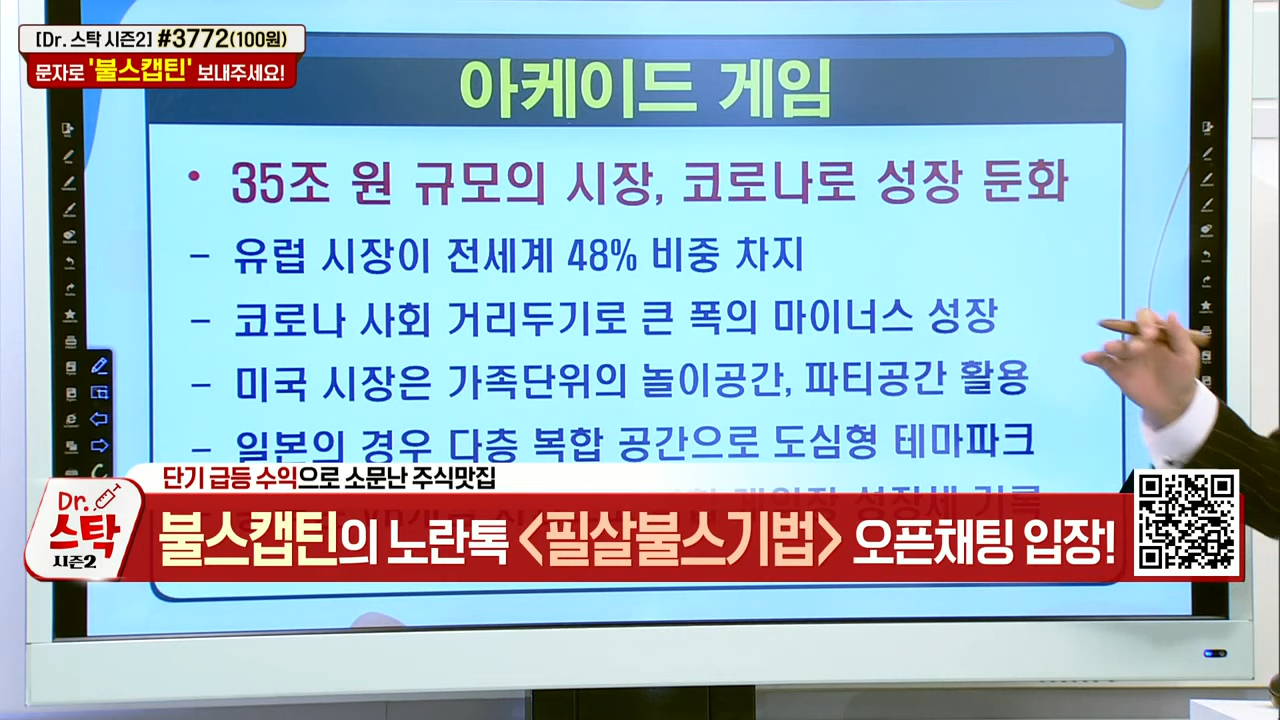 [Dr. 스탁 시즌2] #3772(100원)
문자로 '불스캡틴' 보내주세요!
아케이드 게임
• 35조 원 규모의 시장, 코로나로 성장 둔화
– 유럽 시장이 전세계 48% 비중 차지
– 코로나 사회 거리두기로 큰 폭의 마이너스 성장
– 미국 시장은 가족단위의 놀이공간, 파티공간 활용
– 일본의 경우 다층 복합 공간으로 도심형 테마파크
단기 급등 수익으로 소문난 주식맛집
Dr.
스탁
시즌2
불스캡틴의 노란톡 <필살불스기법> 오픈채팅 입장!